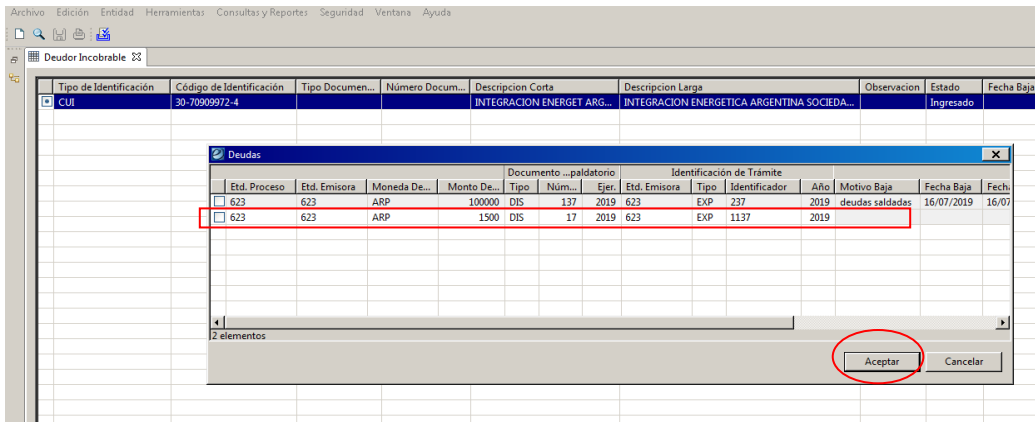 Archivo Edición Entidad Herramientas Consultas y Reportes Seguridad Ventana Ayuda
Deudor Incobrable
Tipo de Identificación Código de Identificación Tipo Documen... Número Docum... Descripcion Corta Descripcion Larga Observacion Estado Fecha Baja
CUI 30-70909972-4 INTEGRACION ENERGET ARG... INTEGRACION ENERGETICA ARGENTINA SOCIEDA... Ingresado
Deudas
Documento ...paldatorio Identificación de Trámite
Etd. Proceso Etd. Emisora Moneda De... Monto De... Tipo Núm... Ejer. Etd. Emisora Tipo Identificador Año Motivo Baja Fecha Baja Fecha
623 623 ARP 100000 DIS 137 2019 623 EXP 237 2019 deudas saldadas 16/07/2019 16/07
623 623 ARP 1500 DIS 17 2019 623 EXP 1137 2019
2 elementos
Aceptar Cancelar